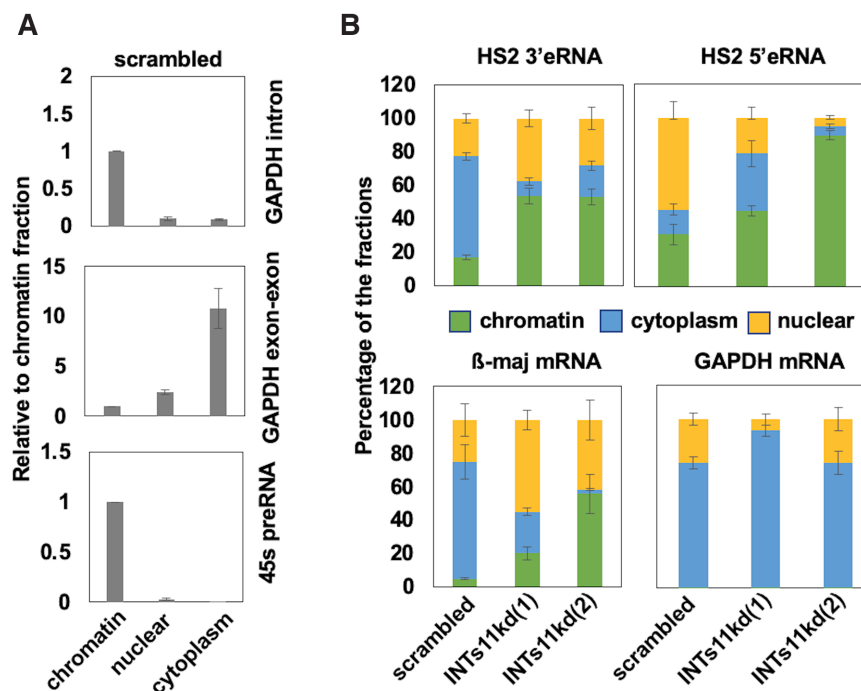 A
scrambled
Relative to chromatin fraction
2
1.5
1
0.5
0
GAPDH intron
15
10
5
0
GAPDH exon-exon
1.5
1
0.5
0
45s preRNA
chromatin
nuclear
cytoplasm
B
HS2 3’eRNA
HS2 5’eRNA
Percentage of the fractions
120
100
80
60
40
20
0
chromatin
cytoplasm
nuclear
ß-maj mRNA
GAPDH mRNA
120
100
80
60
40
20
0
scrambled
INTs11kd(1)
INTs11kd(2)
scrambled
INTs11kd(1)
INTs11kd(2)